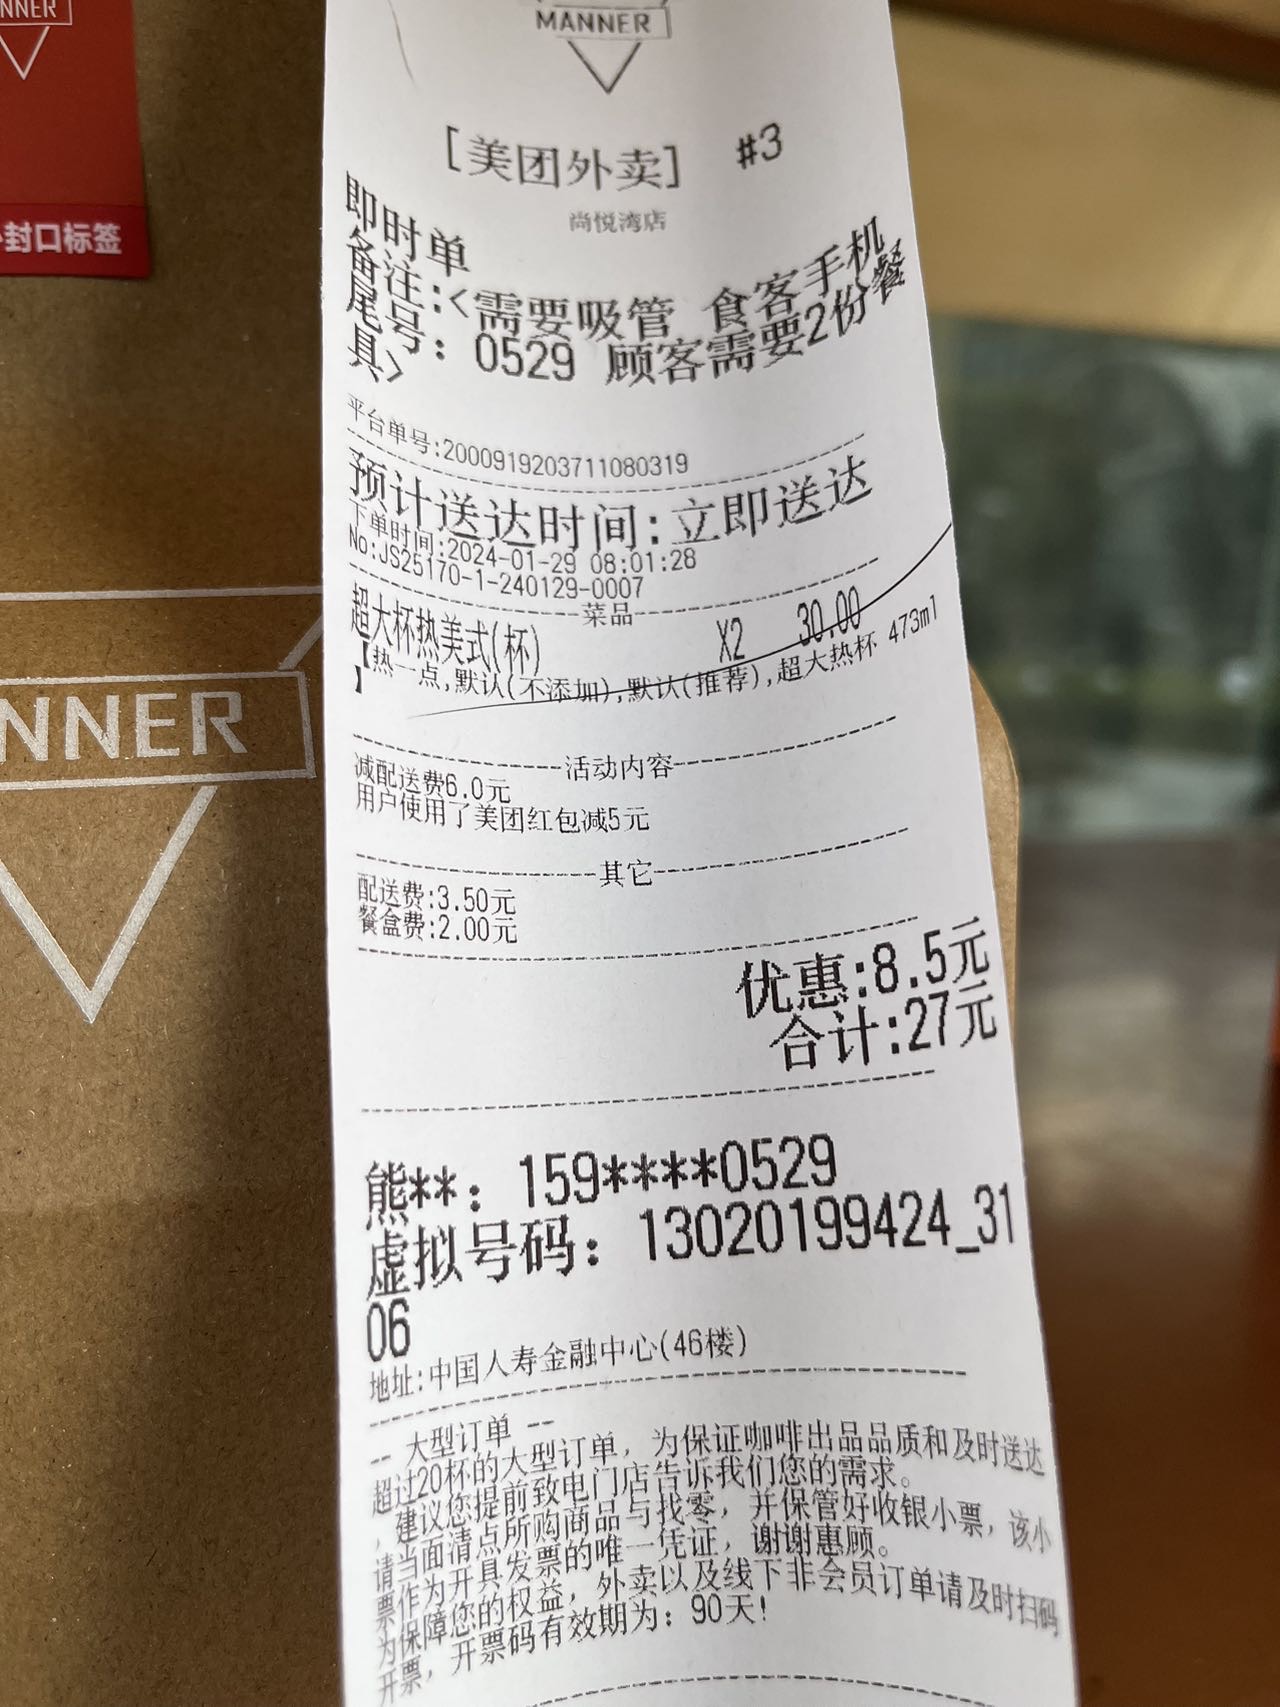 NNER
封口标签
NNER
MANNER
[美团外卖] #3
尚悦湾店
即时单
备注:<需要吸管 食客手机
尾号: 0529 顾客需要2份餐
具>
平台单号:2000919203711080319
预计送达时间:立即送达
下单时间:2024-01-29 08:01:28
No:JS25170-1-240129-0007
菜品
超大杯热美式(杯) X2 30.00
【热一点,默认(不添加),默认(推荐),超大热杯 473ml
】
活动内容
减配送费6.0元
用户使用了美团红包减5元
其它
配送费:3.50元
餐盒费:2.00元
优惠:8.5元
合计:27元
熊**: 159****0529
虚拟号码: 13020199424_31
06
地址:中国人寿金融中心(46楼)
-- 大型订单 --
超过20杯的大型订单，为保证咖啡出品品质和及时送达
，建议您提前致电门店告诉我们您的需求。
请当面清点所购商品与找零，并保管好收银小票，该小
票作为开具发票的唯一凭证，谢谢惠顾。
为保障您的权益，外卖以及线下非会员订单请及时扫码
开票，开票码有效期为: 90天!